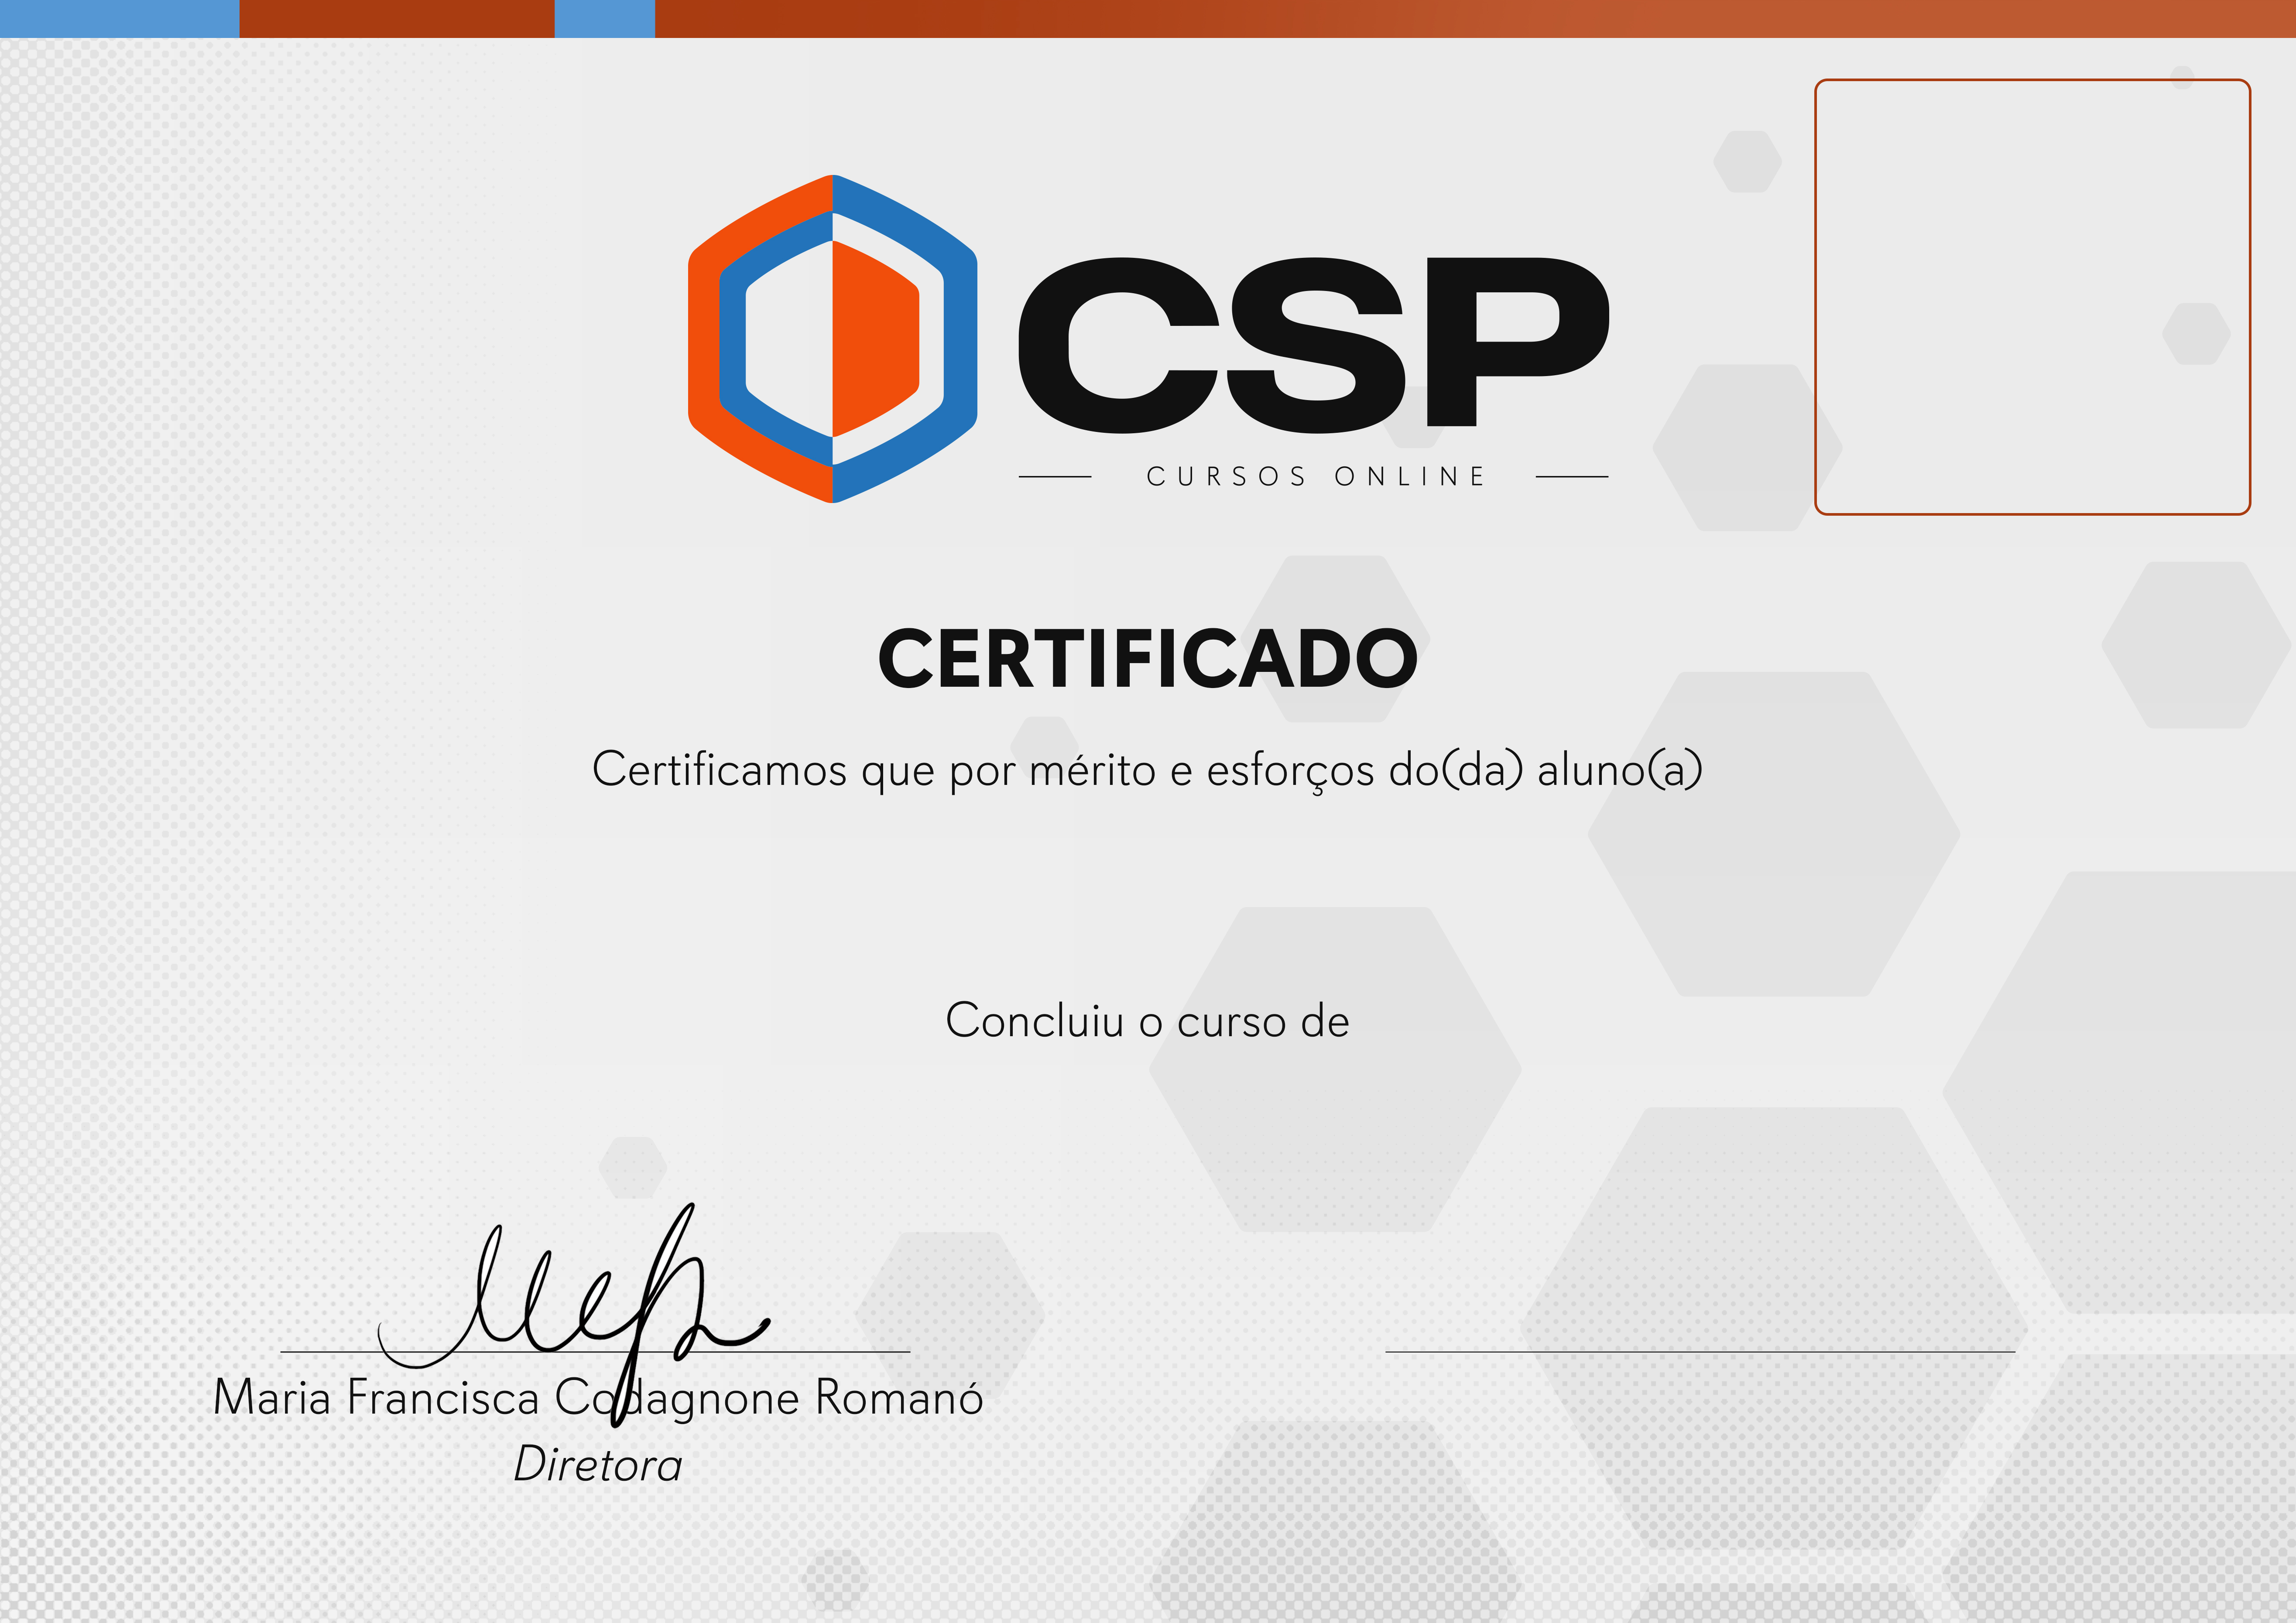 CSP
CURSOS ONLINE
CERTIFICADO
Certificamos que por mérito e esforços do(da) aluno(a)
Concluiu o curso de
Maria Francisca Codagnone Romanó
Diretora